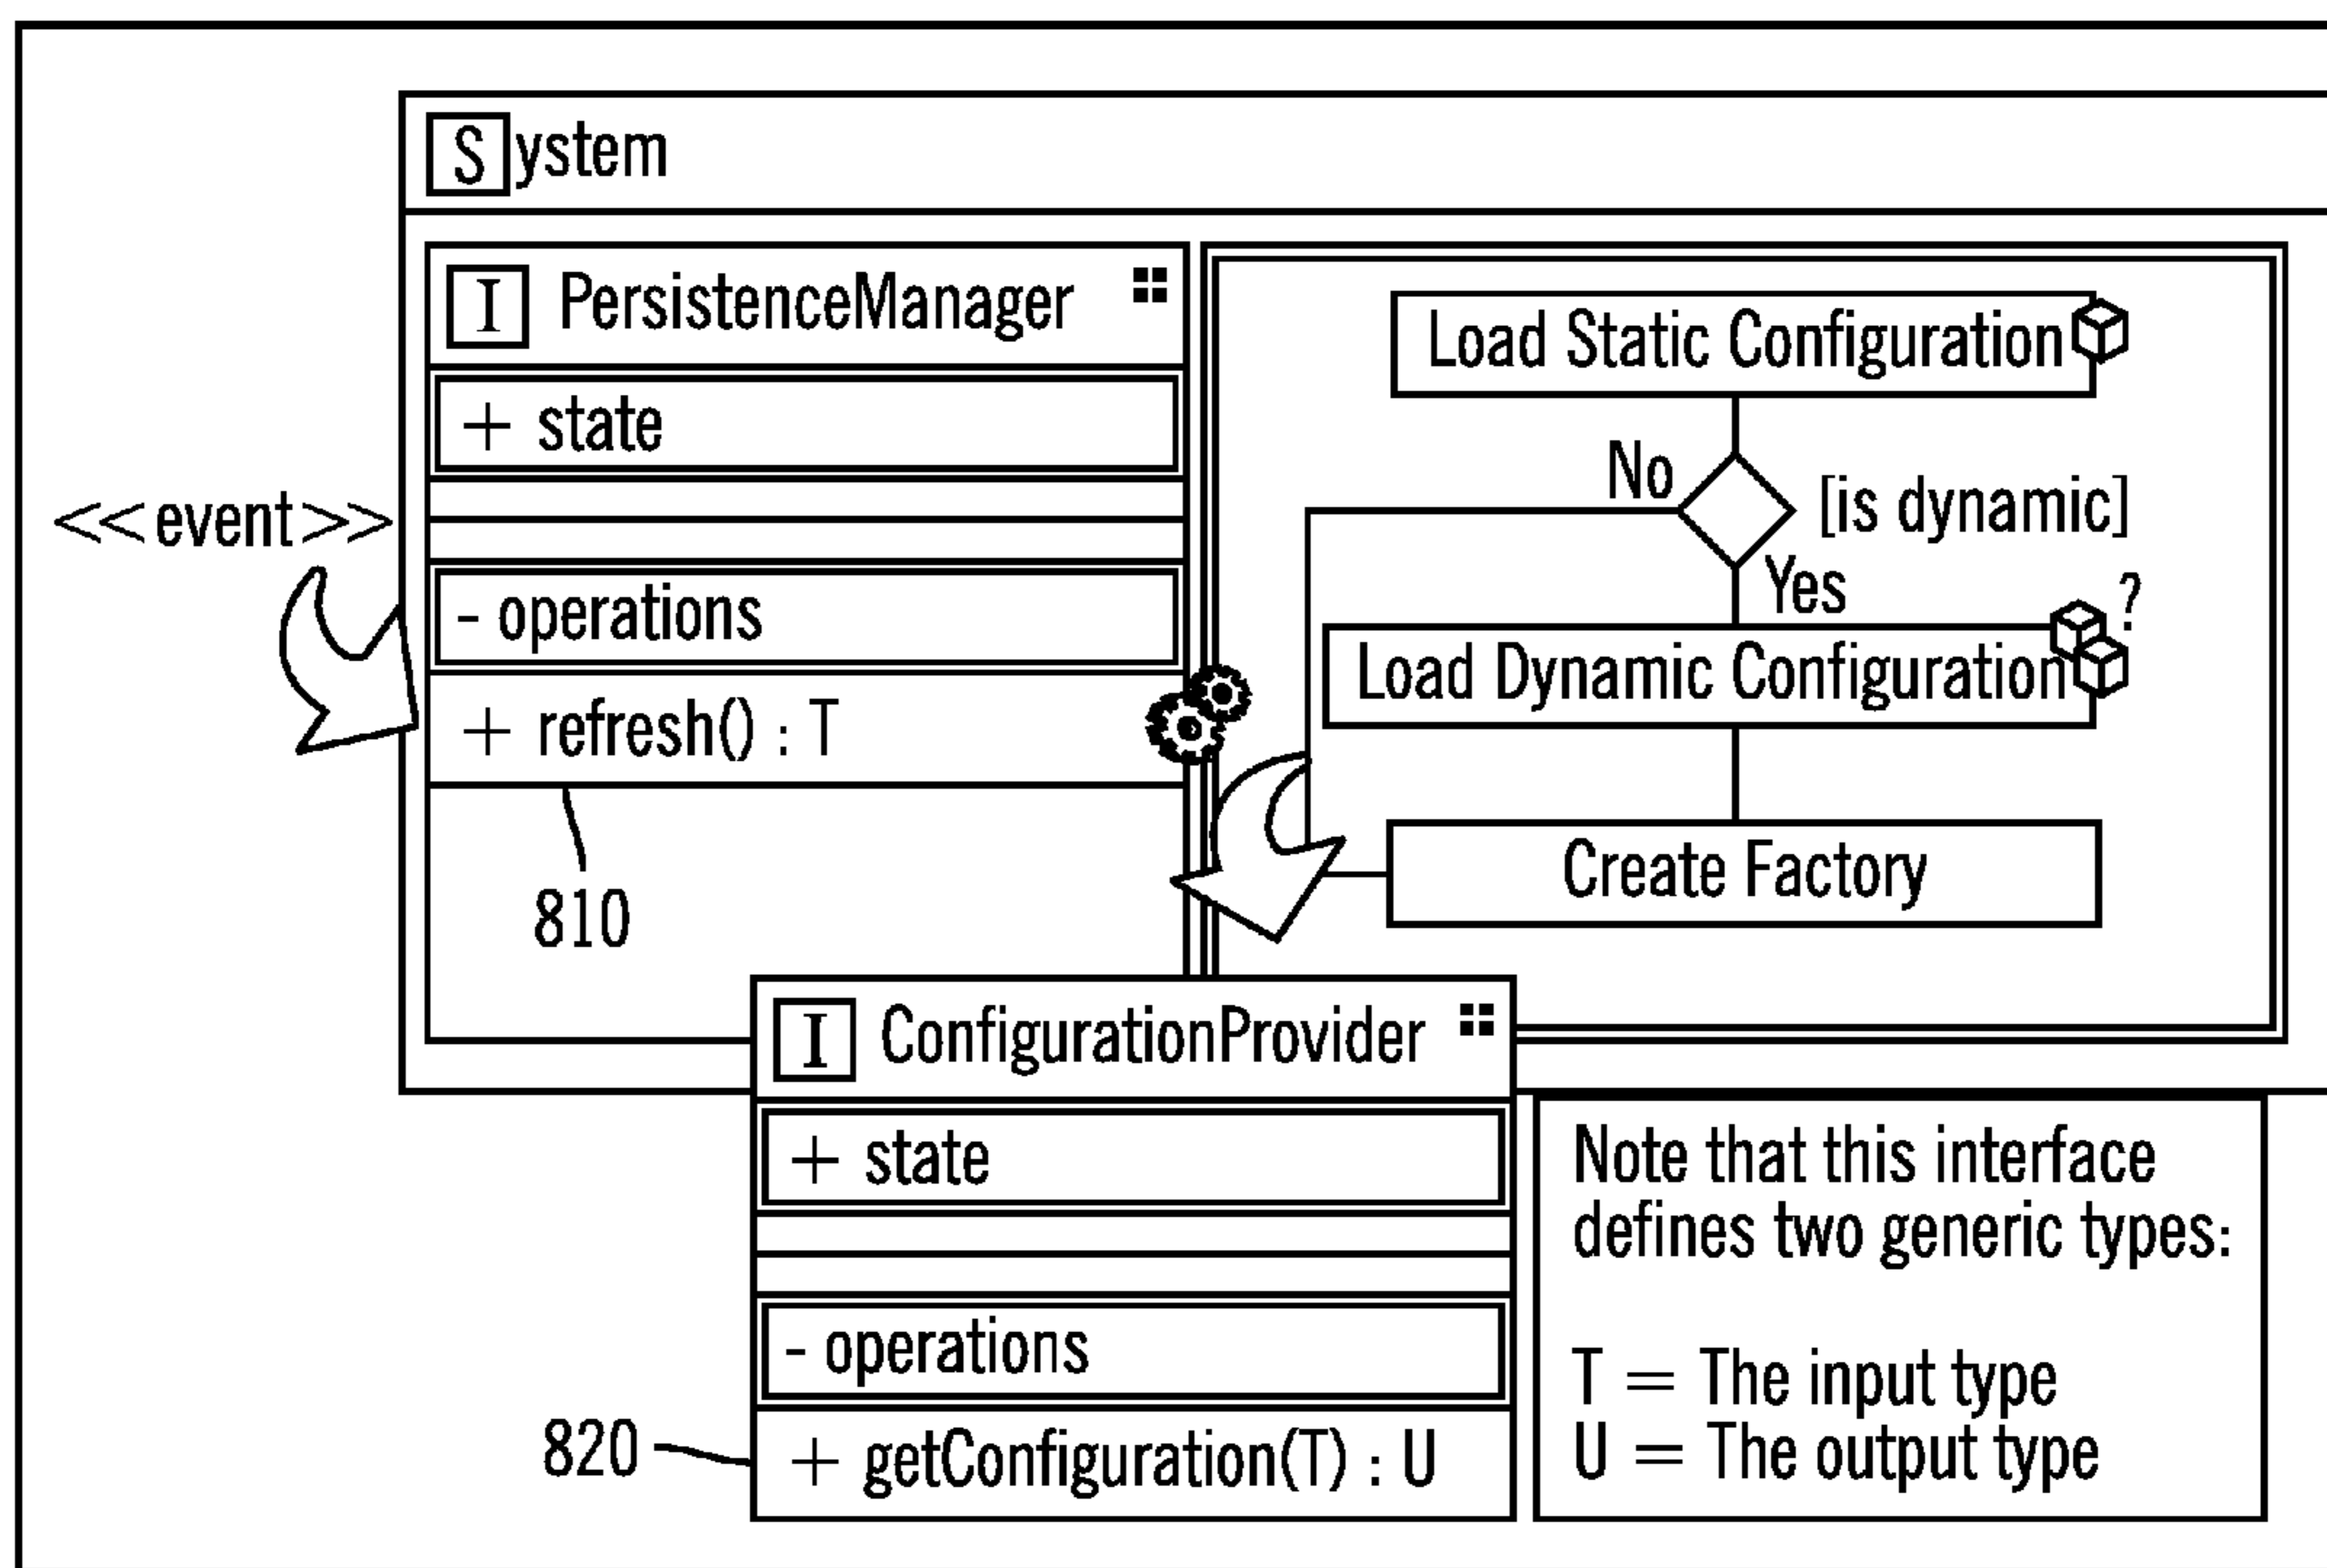 System
I PersistenceManager
+ state
<<event>>
- operations
+ refresh() : T
810
Load Static Configuration
No
[is dynamic]
Yes
?
Load Dynamic Configuration
Create Factory
I ConfigurationProvider
+ state
- operations
820
+ getConfiguration(T) : U
Note that this interface
defines two generic types:
T = The input type
U = The output type